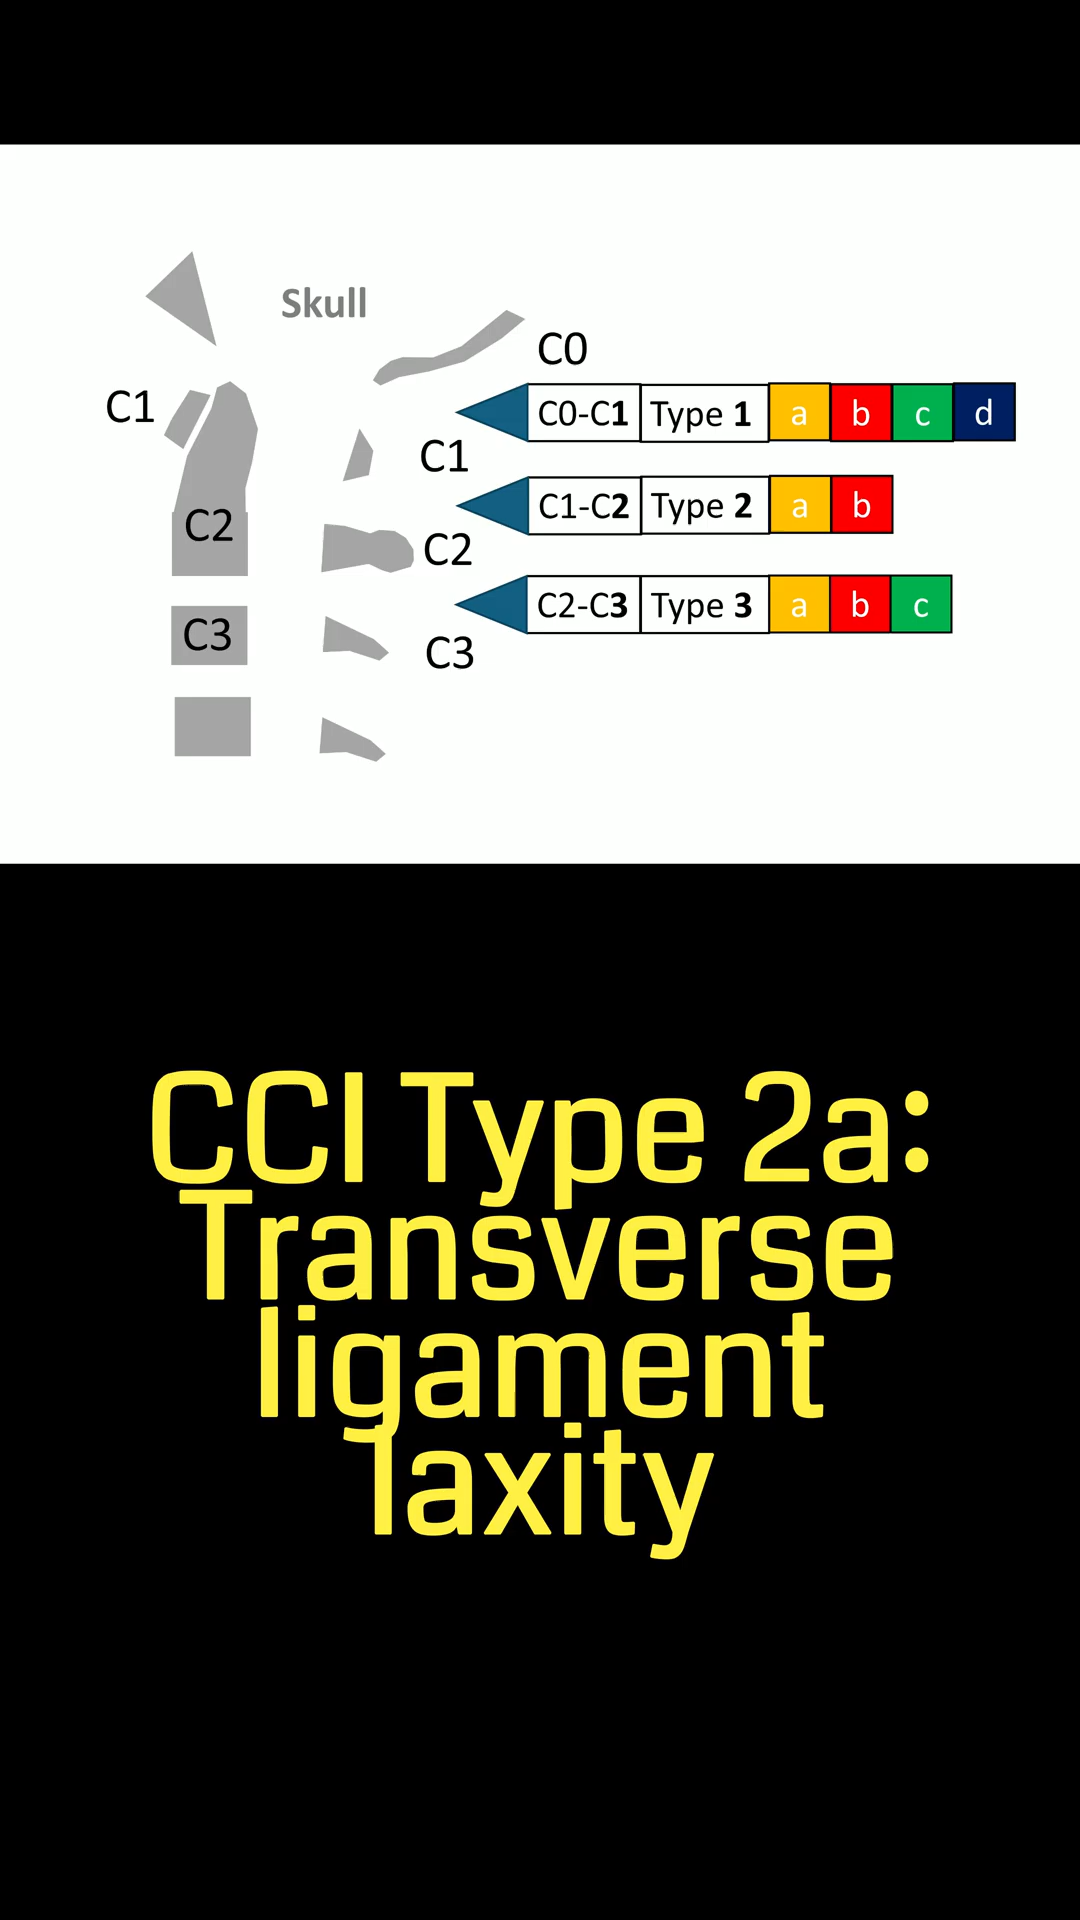 Skull
C0
C1
C0-C1 Type 1 a b c d
C1
C1-C2 Type 2 a b
C2
C2
C2-C3 Type 3 a b c
C3
C3
CCI Type 2a:
Transverse
ligament
laxity